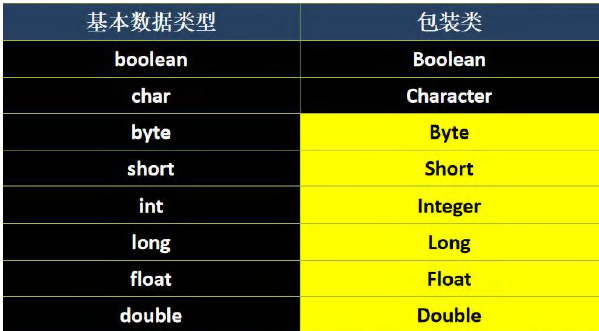 基本数据类型 包装类
boolean Boolean
char Character
byte Byte
short Short
int Integer
long Long
float Float
double Double